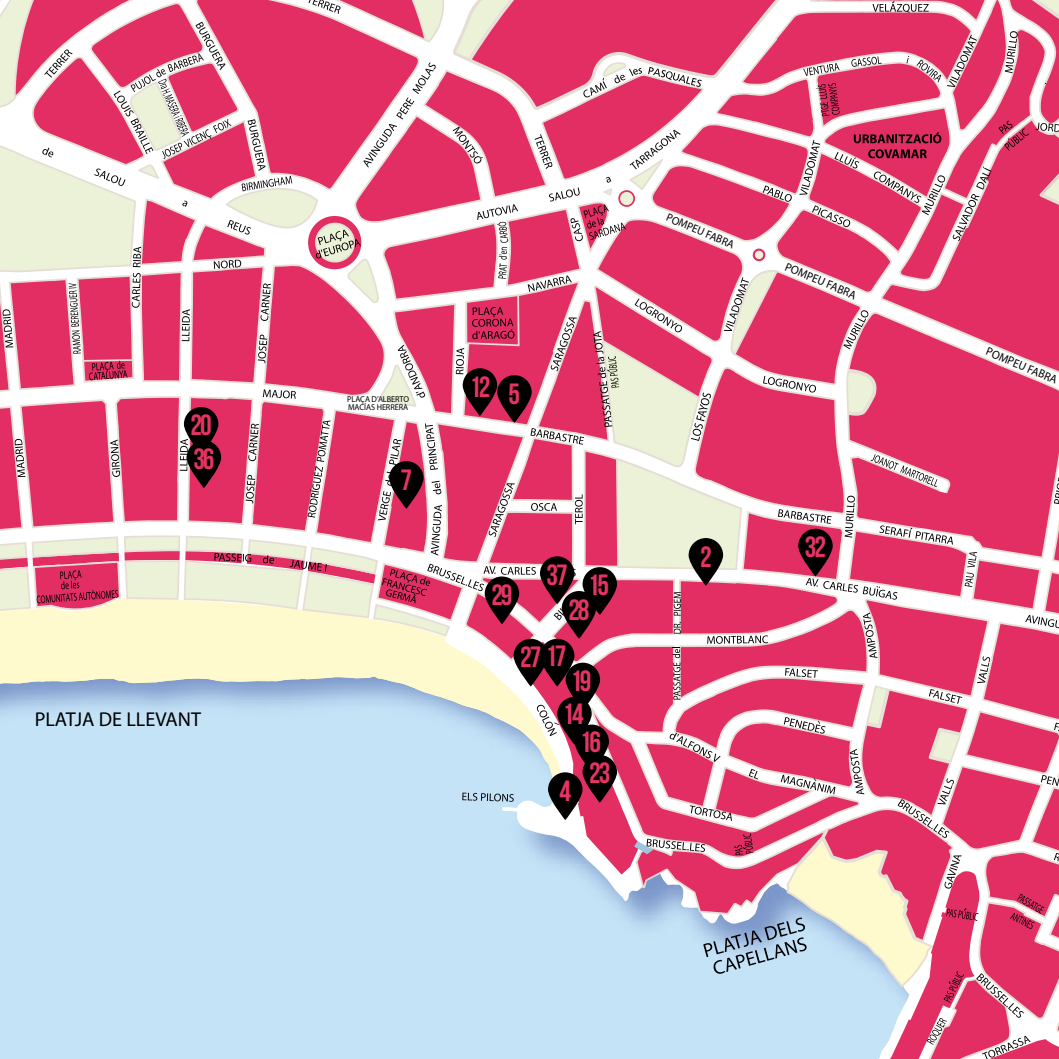 TERRER
VELÁZQUEZ
BURGUERA
TERRER
PUJOL de BARBERA
LOUIS BRAILLE
JOSEP VICENÇ FOIX
BURGUERA
BIRMINGHAM
AVINGUDA PERE MOLAS
MONTSÓ
TERRER
CAMÍ de les PASQUALES
VENTURA GASSOL i ROVIRA
PTGE LLUÍS
COMPANYS
VILADOMAT
MURILLO
URBANITZACIÓ
COVAMAR
PAS
PÚBLIC
JORD
de SALOU a REUS
AUTOVIA SALOU a TARRAGONA
PLAÇA
d'EUROPA
CASP
PLAÇA
de la
SARDANA
PRAT d'en CARBÓ
POMPEU FABRA
VILADOMAT
LLUÍS COMPANYS
PABLO PICASSO
MURILLO
SALVADOR DALÍ
POMPEU FABRA
POMPEU FABRA
NORD
CARLES RIBA
MADRID
RAMON BERENGUER IV
LLEIDA
JOSEP CARNER
NAVARRA
PLAÇA
CORONA
d'ARAGÓ
RIOJA
SARAGOSSA
PASSATGE de la JOTA
PAS PÚBLIC
LOGRONYO
VILADOMAT
MURILLO
LOGRONYO
LOS FAYOS
PLAÇA de
CATALUNYA
d'ANDORRA
MAJOR
PLAÇA D'ALBERTO
MACÍAS HERRERA
12
5
20
36
7
MADRID
GIRONA
LLEIDA
JOSEP CARNER
RODRÍGUEZ POMATTA
VERGE del PILAR
AVINGUDA del PRINCIPAT
BARBASTRE
SARAGOSSA
OSCA
TEROL
JOANOT MARTORELL
BARBASTRE
MURILLO
SERAFÍ PITARRA
PAU VILA
2
32
PASSEIG de JAUME I
PLAÇA
de les
COMUNITATS AUTÒNOMES
PLAÇA de
FRANCESC
GERMÀ
BRUSSEL.LES
AV. CARLES
37
15
29
28
AV. CARLES BUÏGAS
AVINGU
PASSATGE del DR. PIGEM
MONTBLANC
AMPOSTA
VALLS
27
17
19
14
16
23
4
COLÓN
FALSET
FALSET
PENEDÈS
d'ALFONS V EL MAGNÀNIM
AMPOSTA
VALLS
PEN
TORTOSA
BRUSSEL.LES
PAS
PÚBLIC
BRUSSEL.LES
GAVINA
PAS PÚBLIC
PASSATGE
ANTINES
PAS PÚBLIC
BRUSSEL.LES
ROQUER
TORRASSA
PLATJA DE LLEVANT
ELS PILONS
PLATJA DELS
CAPELLANS